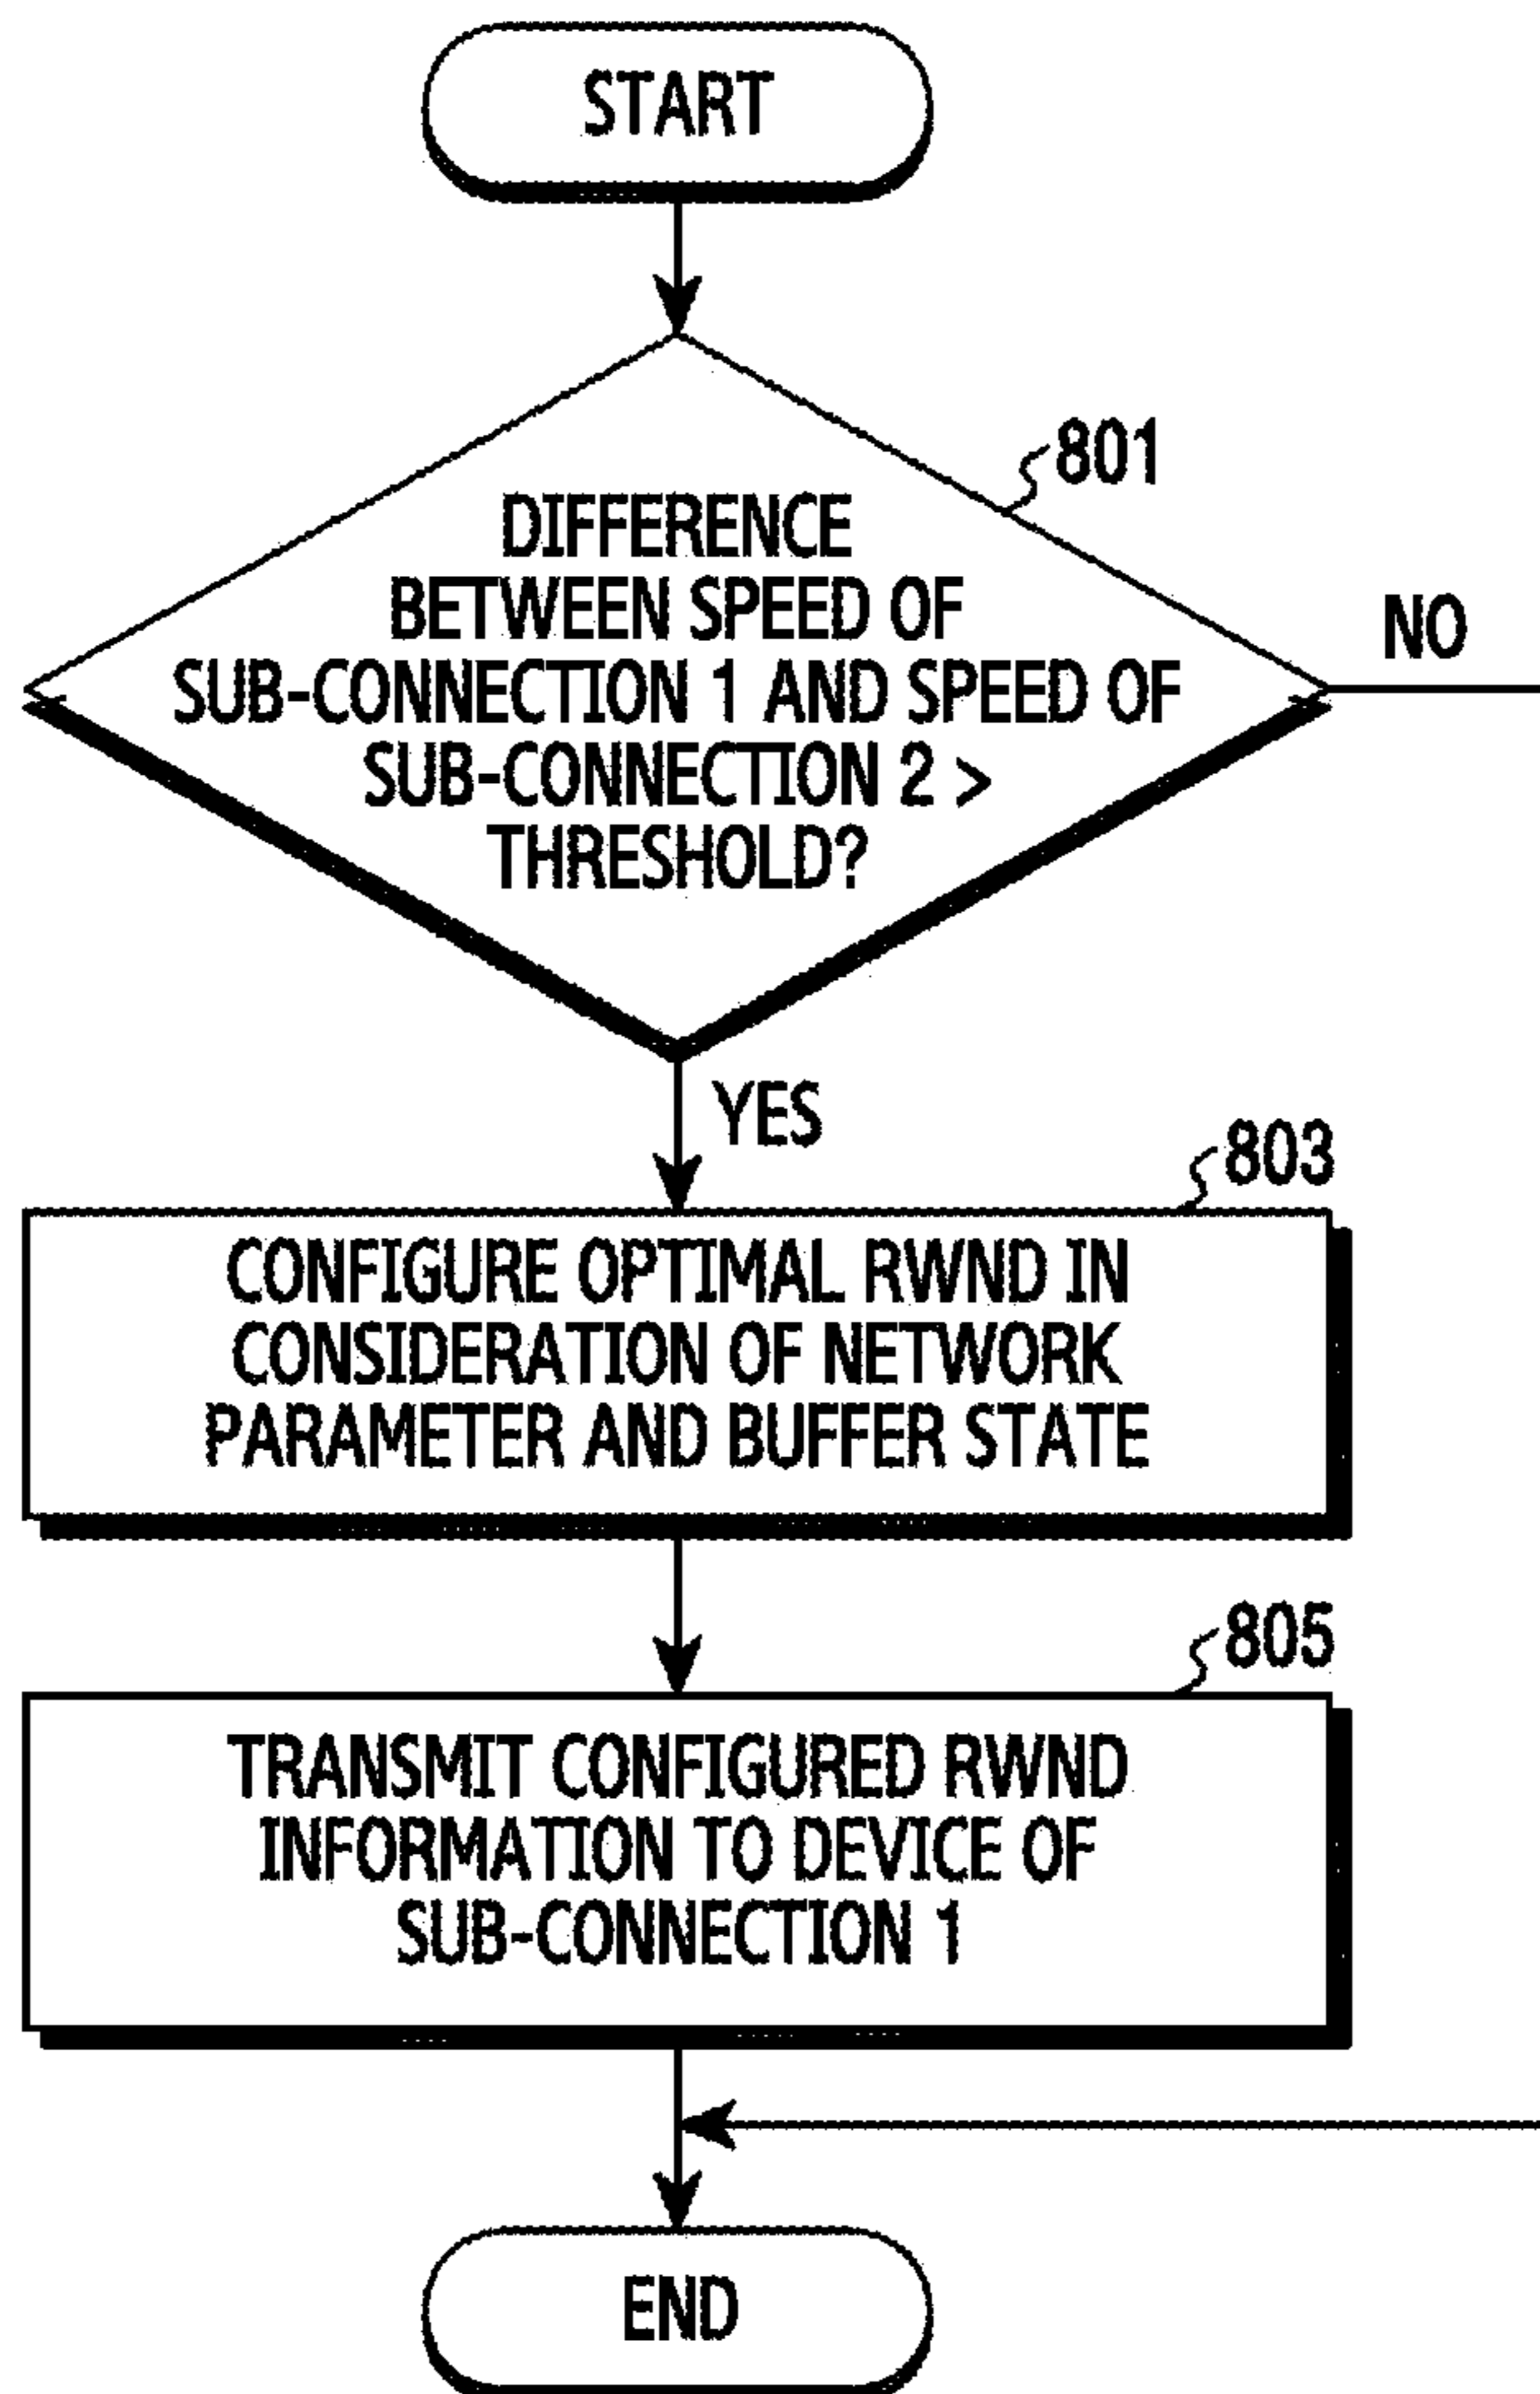 START
801
DIFFERENCE
BETWEEN SPEED OF
SUB-CONNECTION 1 AND SPEED OF
SUB-CONNECTION 2 >
THRESHOLD?
NO
YES
803
CONFIGURE OPTIMAL RWND IN
CONSIDERATION OF NETWORK
PARAMETER AND BUFFER STATE
805
TRANSMIT CONFIGURED RWND
INFORMATION TO DEVICE OF
SUB-CONNECTION 1
END